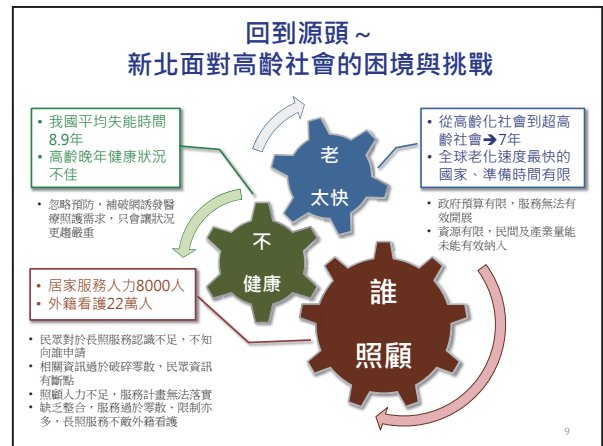 回到源頭～
新北面對高齡社會的困境與挑戰
• 我國平均失能時間
8.9年
• 高齡晚年健康狀況
不佳
• 忽略預防，補破網誘發醫
療照護需求，只會讓狀況
更趨嚴重
老
太快
• 從高齡化社會到超高
齡社會➔7年
• 全球老化速度最快的
國家、準備時間有限
• 政府預算有限，服務無法有
效開展
• 資源有限，民間及產業量能
未能有效納入
不
健康
• 居家服務人力8000人
• 外籍看護22萬人
• 民眾對於長照服務認識不足，不知
向誰申請
• 相關資訊過於破碎零散，民眾資訊
有斷點
• 照顧人力不足，服務計畫無法落實
• 缺乏整合，服務過於零散、限制亦
多，長照服務不敵外籍看護
誰
照顧
9